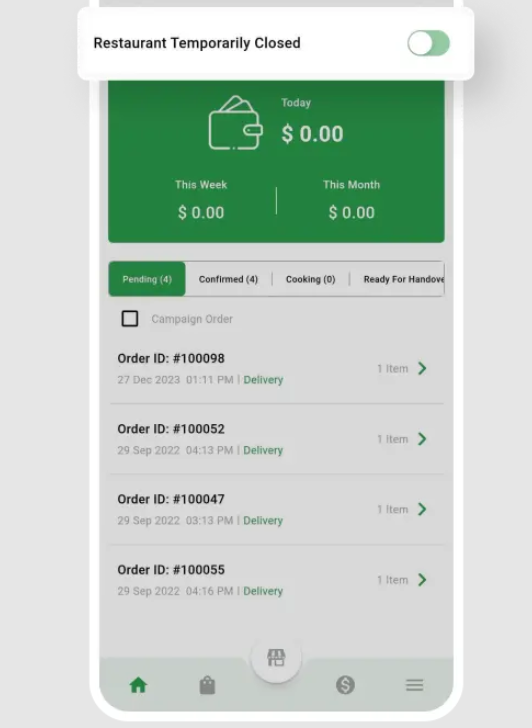 Restaurant Temporarily Closed
Today
$ 0.00
This Week
This Month
$ 0.00
$ 0.00
Pending (4)
Confirmed (4)
Cooking (0)
Ready For Handove
Campaign Order
Order ID: #100098
27 Dec 2023 01:11 PM | Delivery
1 Item
Order ID: #100052
29 Sep 2022 04:13 PM | Delivery
1 Item
Order ID: #100047
29 Sep 2022 03:13 PM | Delivery
1 Item
Order ID: #100055
29 Sep 2022 04:16 PM | Delivery
1 Item